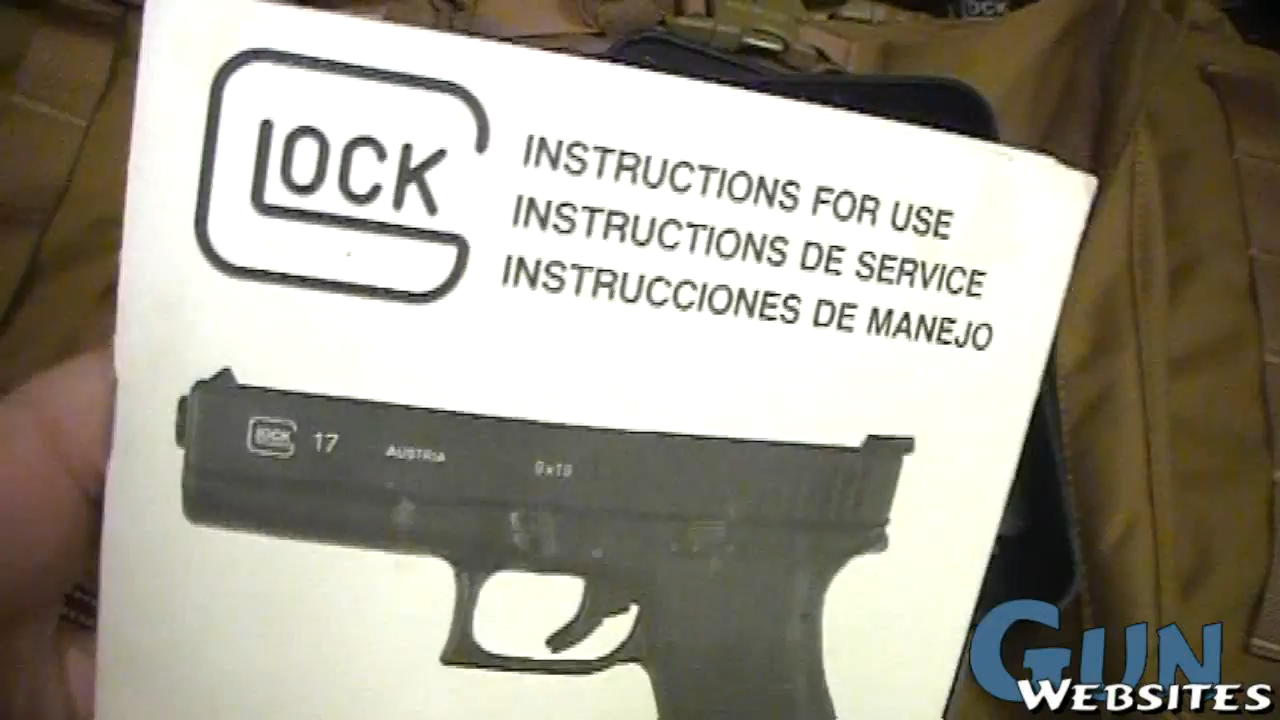 GLOCK
INSTRUCTIONS FOR USE
INSTRUCTIONS DE SERVICE
INSTRUCCIONES DE MANEJO
GLOCK 17 AUSTRIA 9x19
GUN
WEBSITES